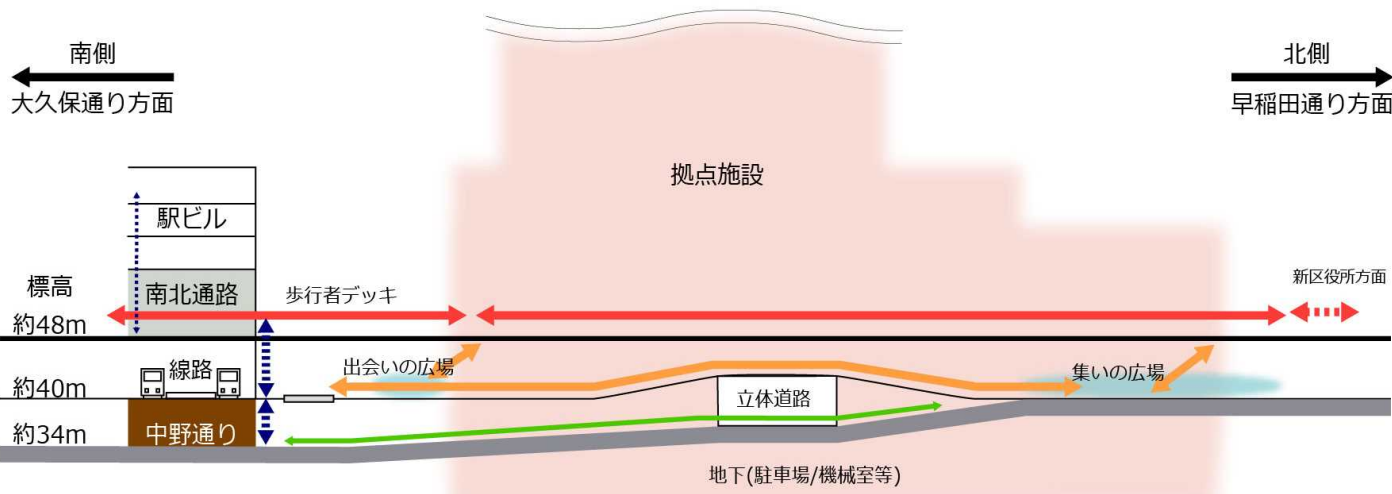 南側
大久保通り方面
北側
早稲田通り方面
拠点施設
駅ビル
標高
南北通路
歩行者デッキ
新区役所方面
約48m
線路
出会いの広場
集いの広場
約40m
立体道路
約34m
中野通り
地下(駐車場/機械室等)